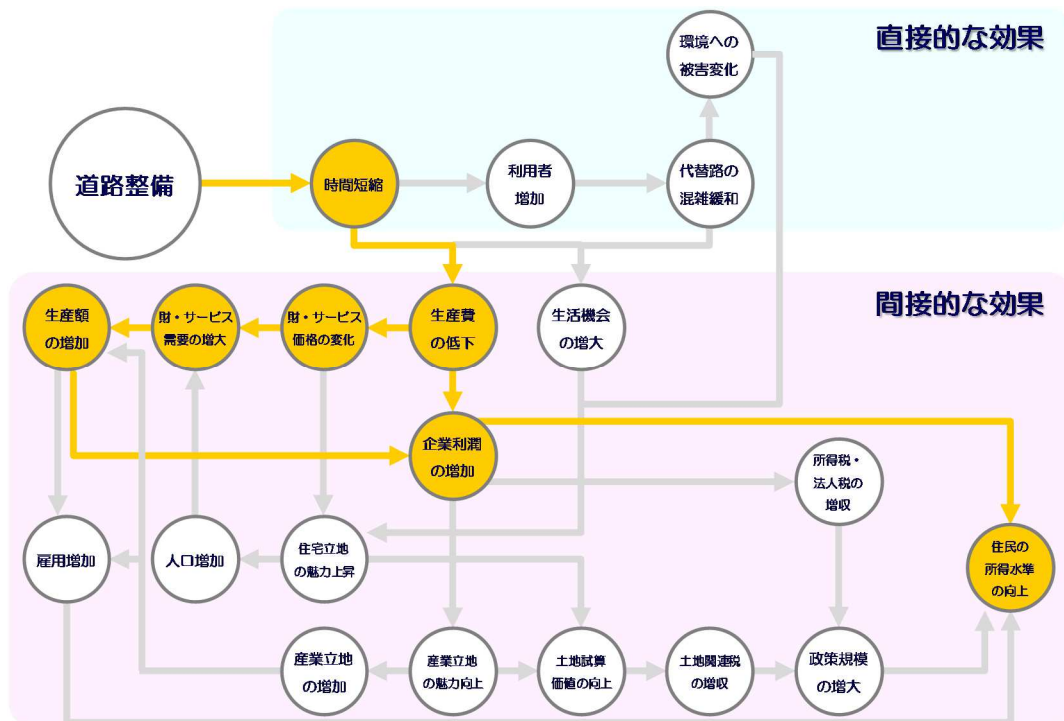 直接的な効果
環境への
被害変化
道路整備
時間短縮
利用者
増加
代替路の
混雑緩和
間接的な効果
生産額
の増加
財・サービス
需要の増大
財・サービス
価格の変化
生産費
の低下
生活機会
の増大
企業利潤
の増加
所得税・
法人税の
増収
雇用増加
人口増加
住宅立地
の魅力上昇
住民の
所得水準
の向上
産業立地
の増加
産業立地
の魅力向上
土地試算
価値の向上
土地関連税
の増収
政策規模
の増大